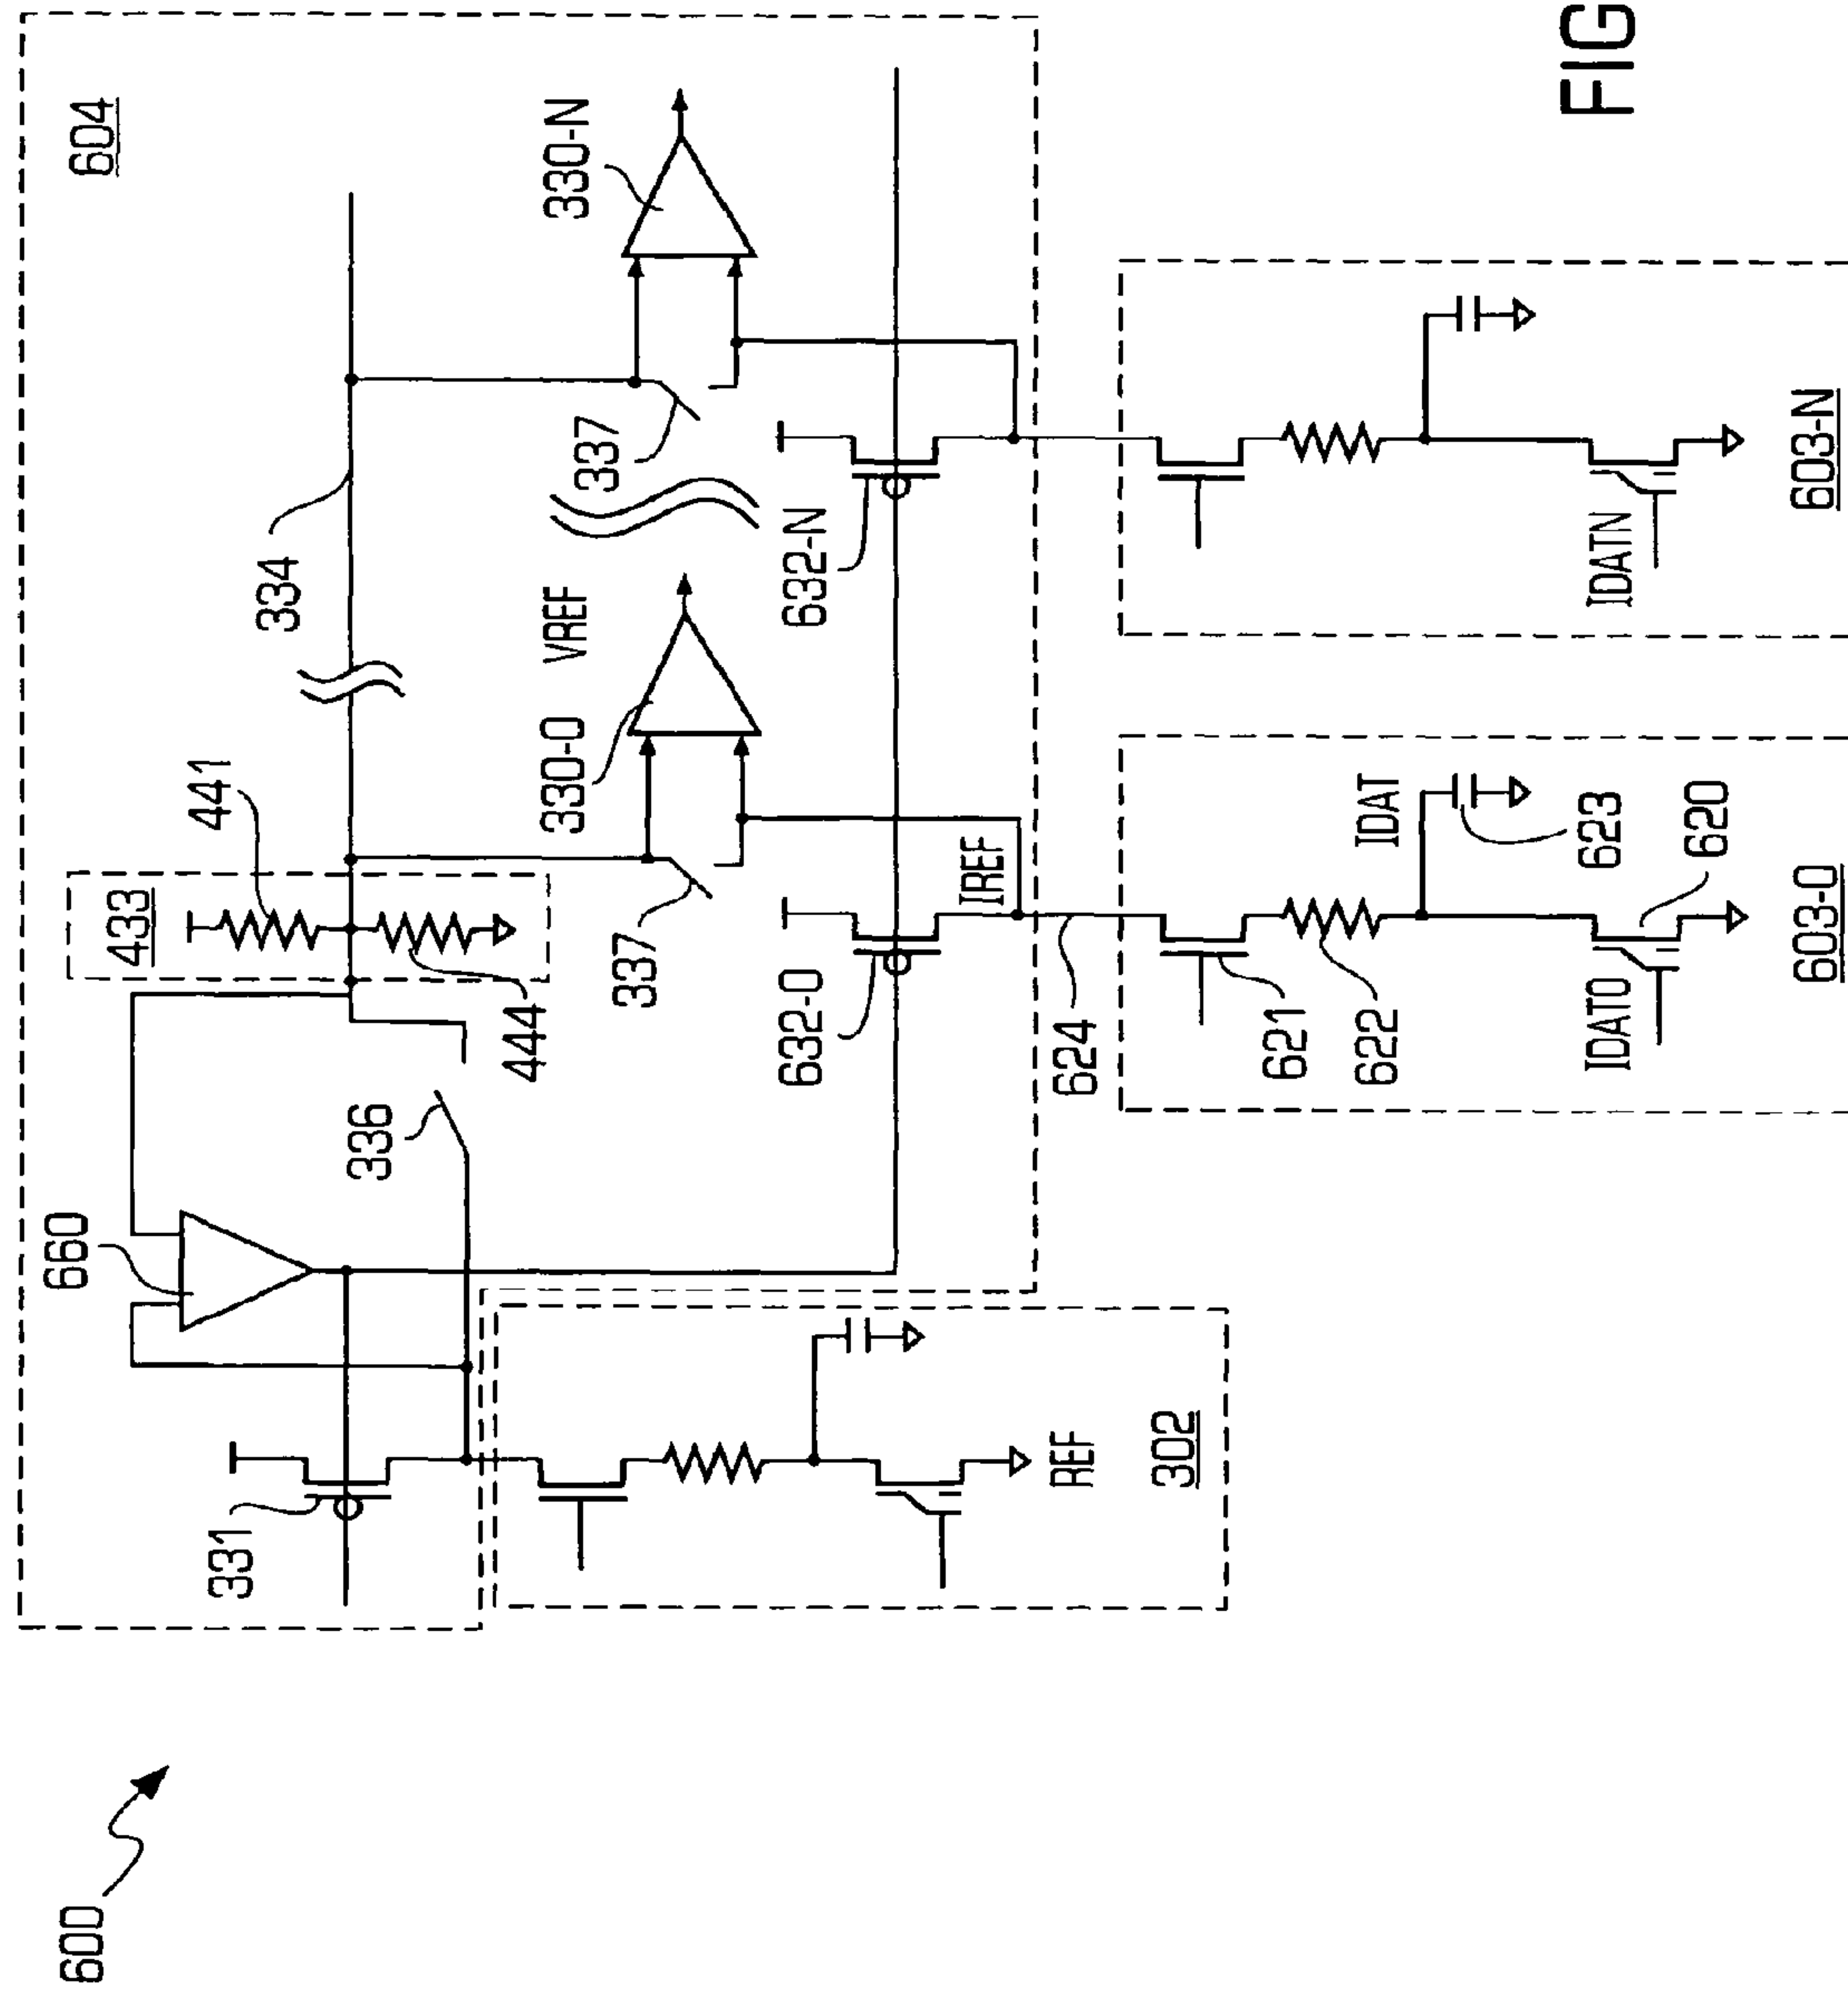 600
604
660
433
441
334
331
336
444
337
330-0
VREF
337
330-N
632-0
IREF
632-N
624
REF
302
621
622
IDAT
623
620
IDAT0
603-0
IDATN
603-N
FIG